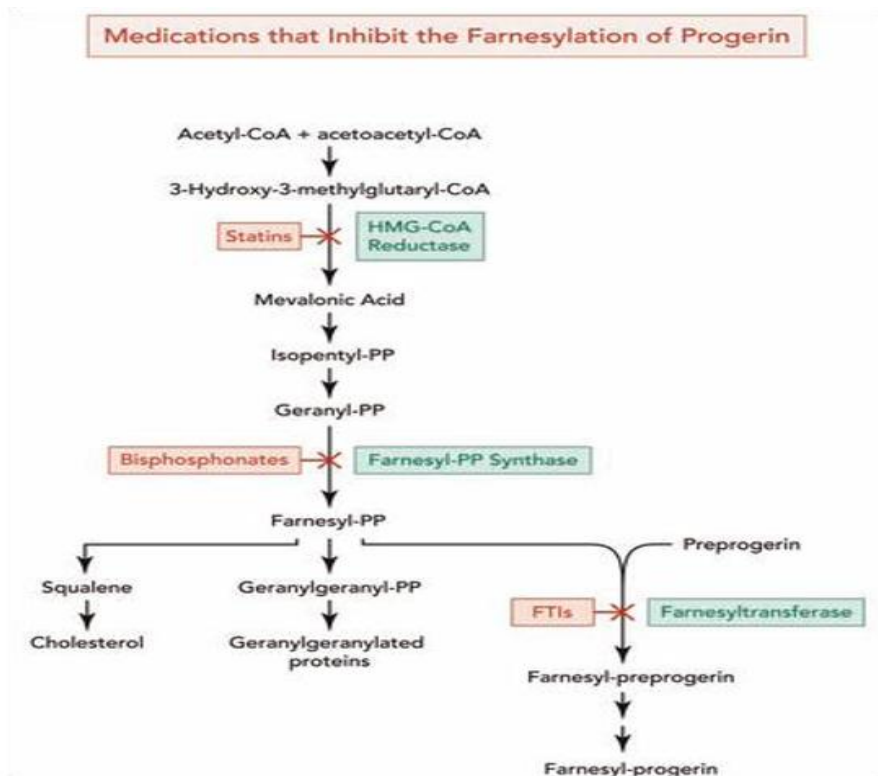 Medications that Inhibit the Farnesylation of Progerin
Acetyl-CoA + acetoacetyl-CoA
3-Hydroxy-3-methylglutaryl-CoA
Statins
HMG-CoA
Reductase
Mevalonic Acid
Isopentyl-PP
Geranyl-PP
Bisphosphonates
Farnesyl-PP Synthase
Farnesyl-PP
Preprogerin
Squalene
Geranylgeranyl-PP
FTIs
Farnesyltransferase
Cholesterol
Geranylgeranylated
proteins
Farnesyl-preprogerin
Farnesyl-progerin